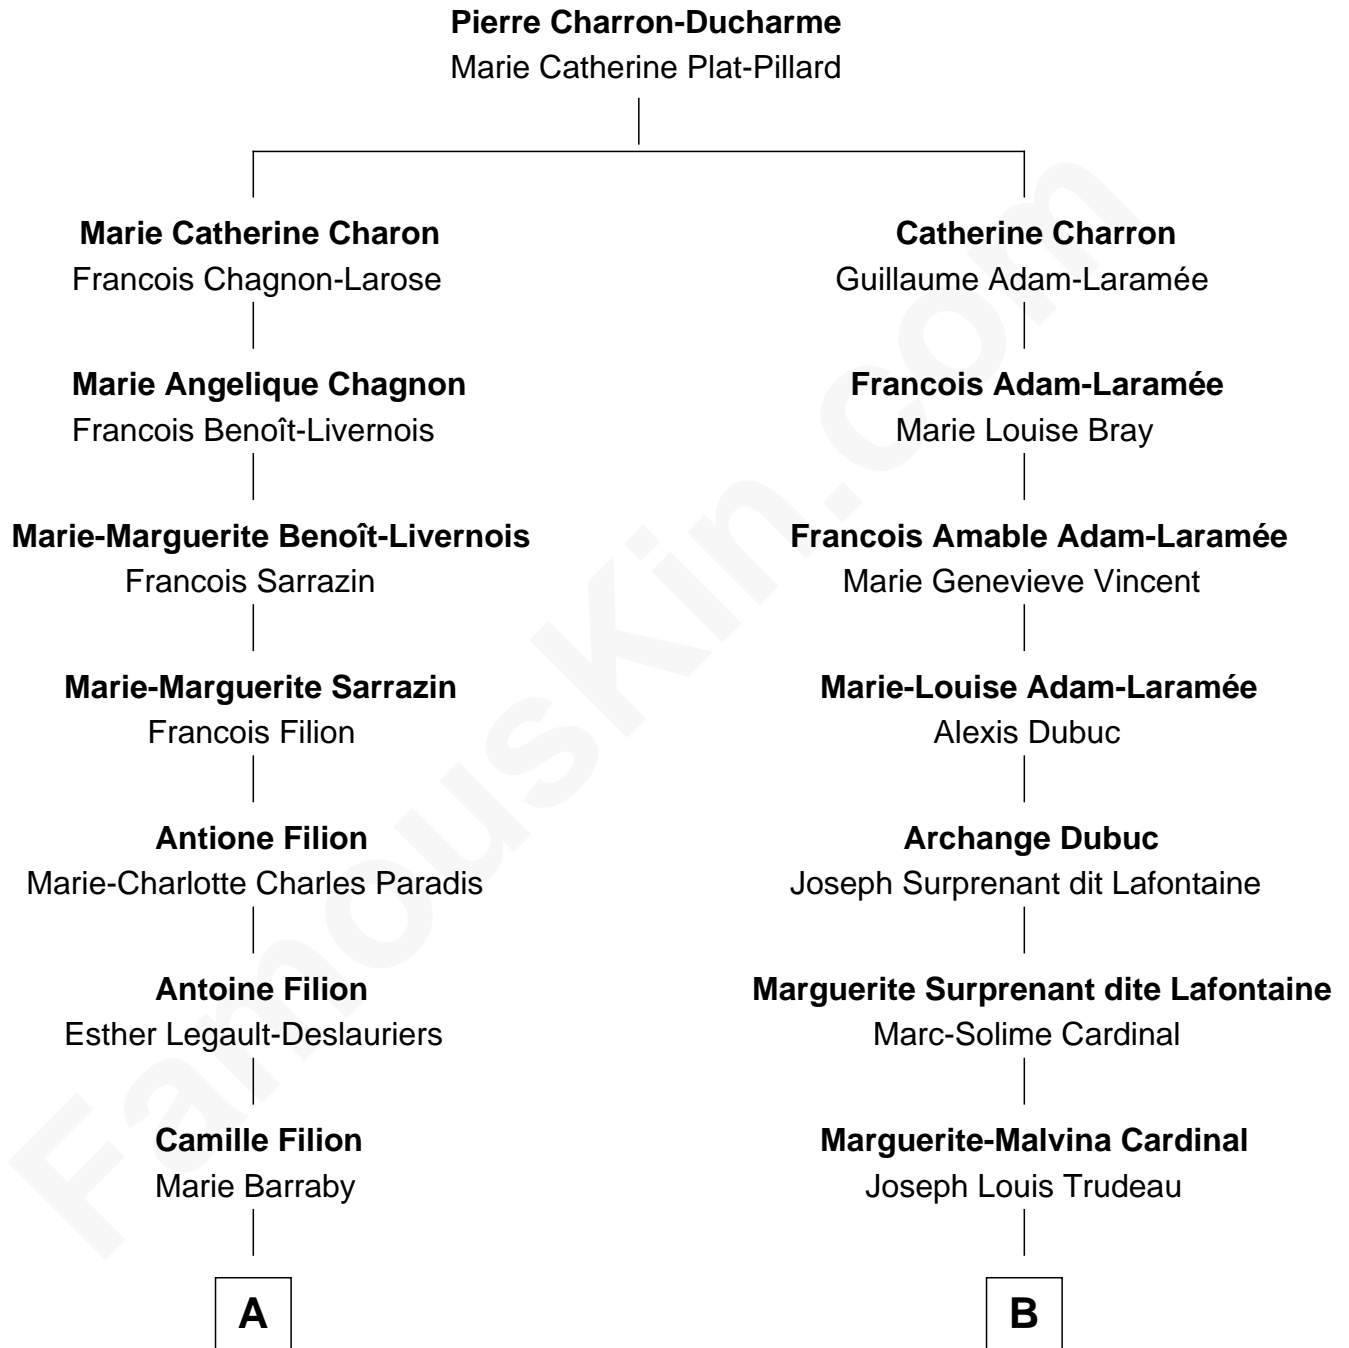 Pierre Charron-Ducharme
Marie Catherine Plat-Pillard
Marie Catherine Charon
Francois Chagnon-Larose
Catherine Charron
Guillaume Adam-Laramée
Marie Angelique Chagnon
Francois Benoît-Livernois
Francois Adam-Laramée
Marie Louise Bray
Marie-Marguerite Benoît-Livernois
Francois Sarrazin
Francois Amable Adam-Laramée
Marie Genevieve Vincent
Marie-Marguerite Sarrazin
Francois Filion
Marie-Louise Adam-Laramée
Alexis Dubuc
Antione Filion
Marie-Charlotte Charles Paradis
Archange Dubuc
Joseph Surprenant dit Lafontaine
Antoine Filion
Esther Legault-Deslauriers
Marguerite Surprenant dite Lafontaine
Marc-Solime Cardinal
Camille Filion
Marie Barraby
Marguerite-Malvina Cardinal
Joseph Louis Trudeau
A
B
FamousKin.com